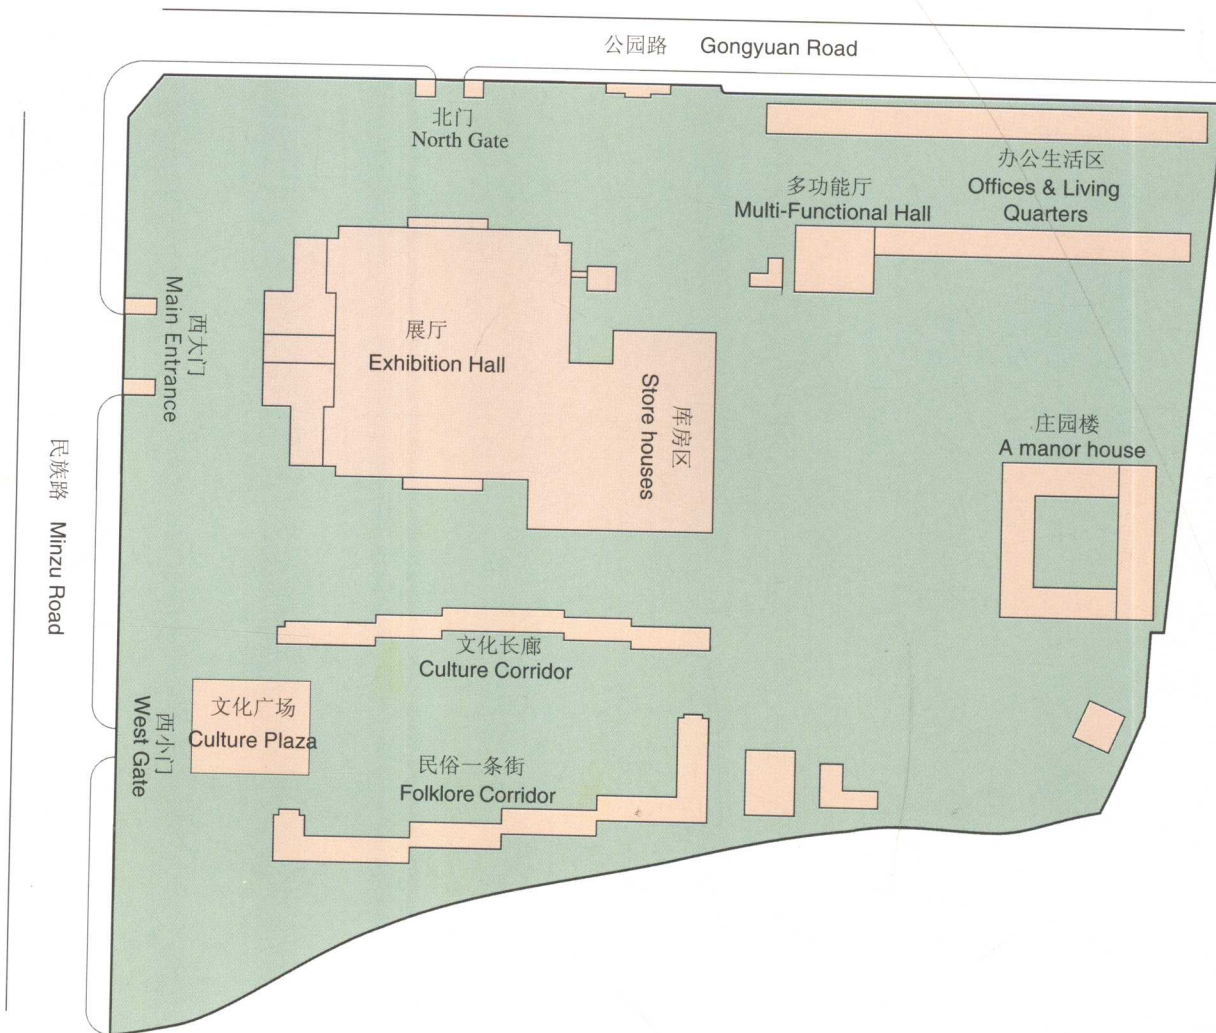 公园路 Gongyuan Road
北门
North Gate
办公生活区
Offices & Living
Quarters
多功能厅
Multi-Functional Hall
西大门
Main Entrance
展厅
Exhibition Hall
库房区
Store houses
庄园楼
A manor house
民族路 Minzu Road
文化长廊
Culture Corridor
西小门
West Gate
文化广场
Culture Plaza
民俗一条街
Folklore Corridor